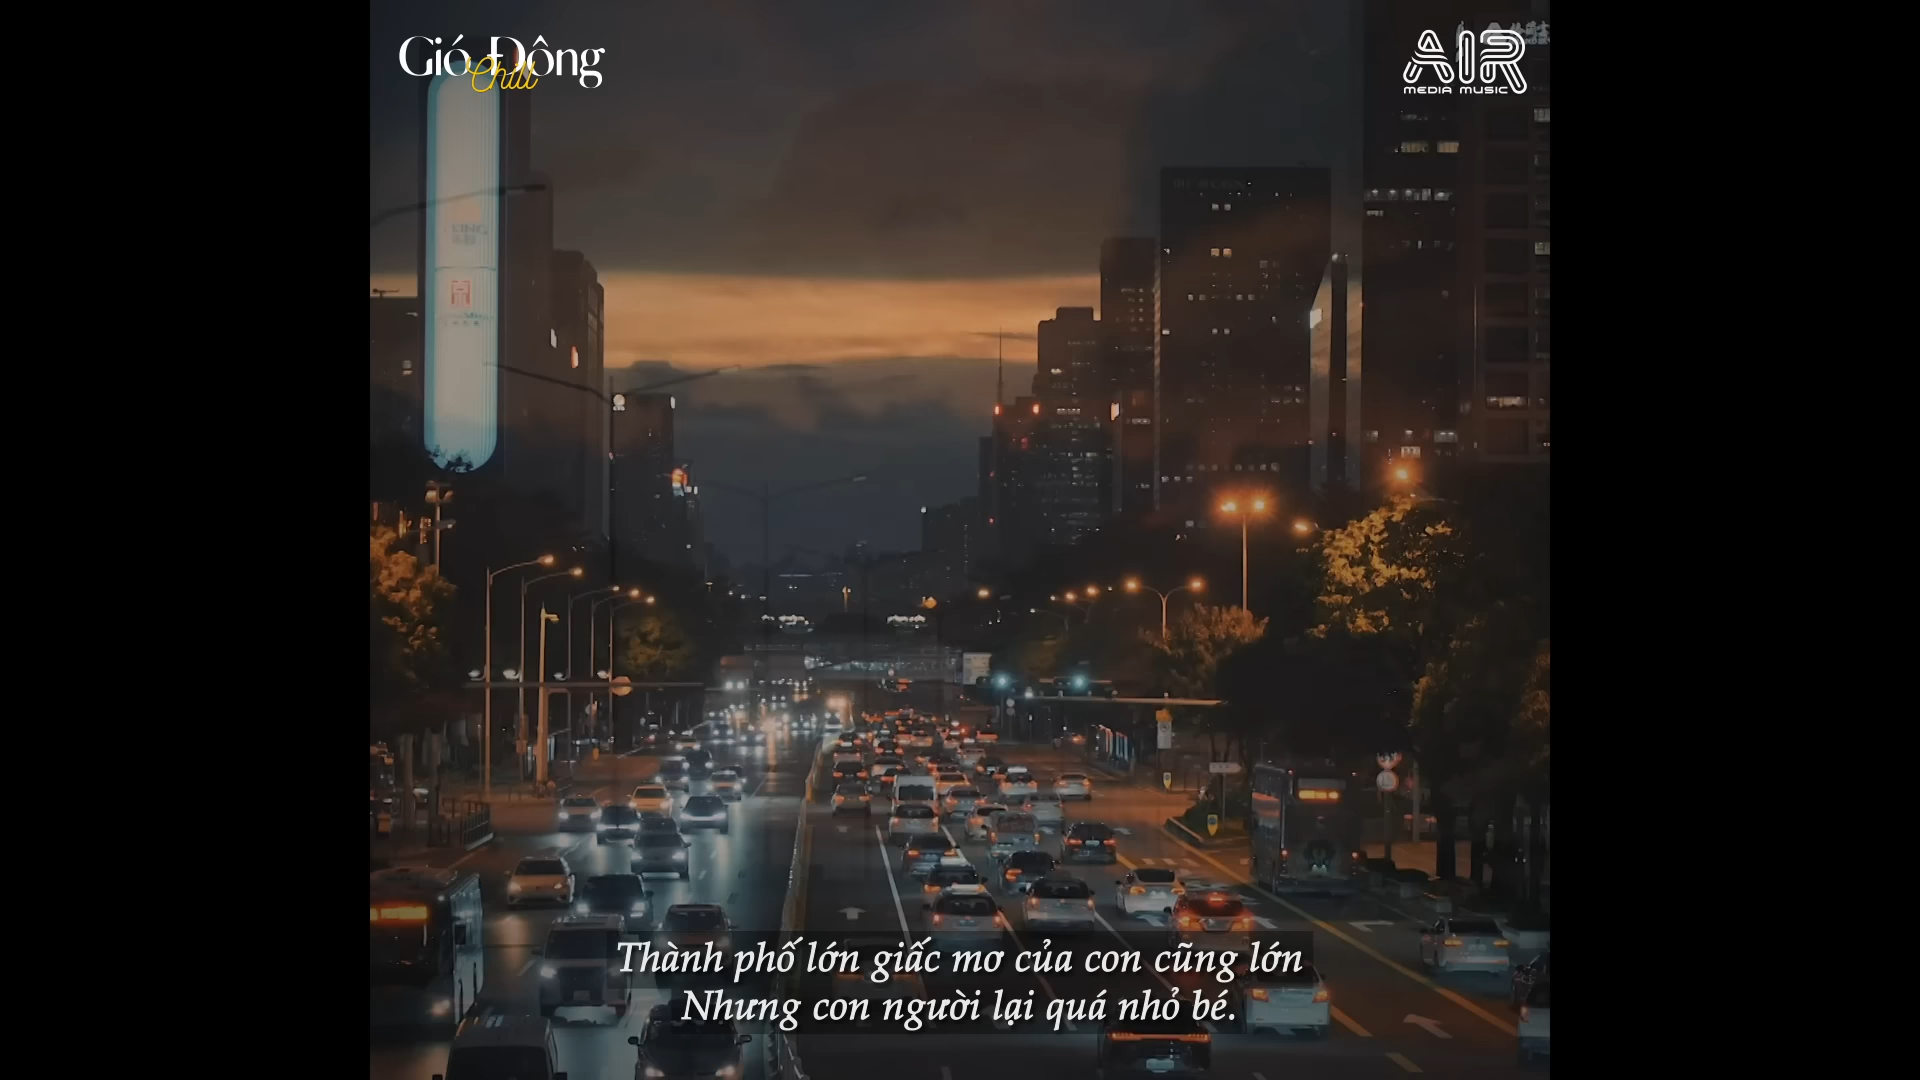 Gió Đông
Chill
AIR
MEDIA MUSIC
Thành phố lớn giấc mơ của con cũng lớn
Nhưng con người lại quá nhỏ bé.